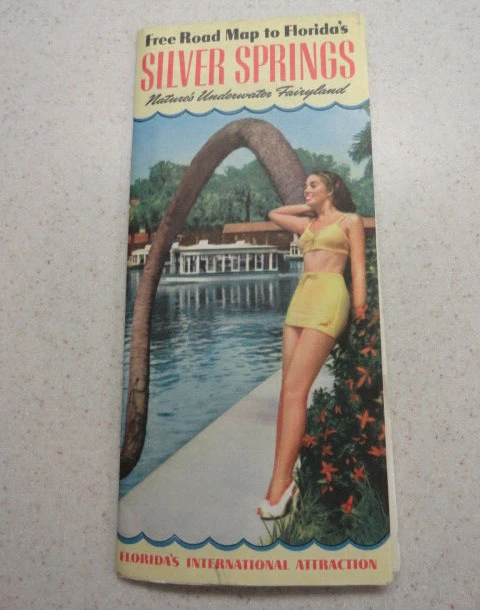 Free Road Map to Florida's
SILVER SPRINGS
Nature's Underwater Fairyland
FLORIDA'S INTERNATIONAL ATTRACTION